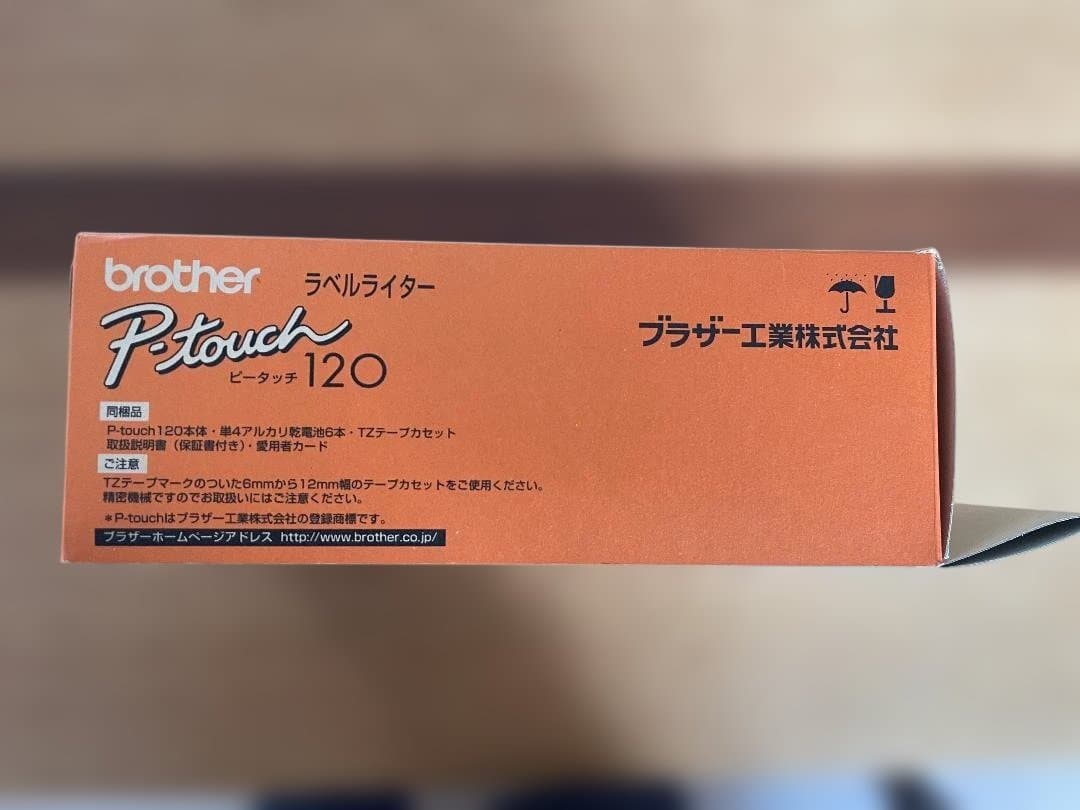 brother
ラベルライター
P-touch
ピータッチ 120
ブラザー工業株式会社
同梱品
P-touch120本体・単4アルカリ乾電池6本・TZテープカセット
取扱説明書（保証書付き）・愛用者カード
ご注意
TZテープマークのついた6mmから12mm幅のテープカセットをご使用ください。
精密機械ですのでお取扱いにはご注意ください。
＊P-touchはブラザー工業株式会社の登録商標です。
ブラザーホームページアドレス http://www.brother.co.jp/